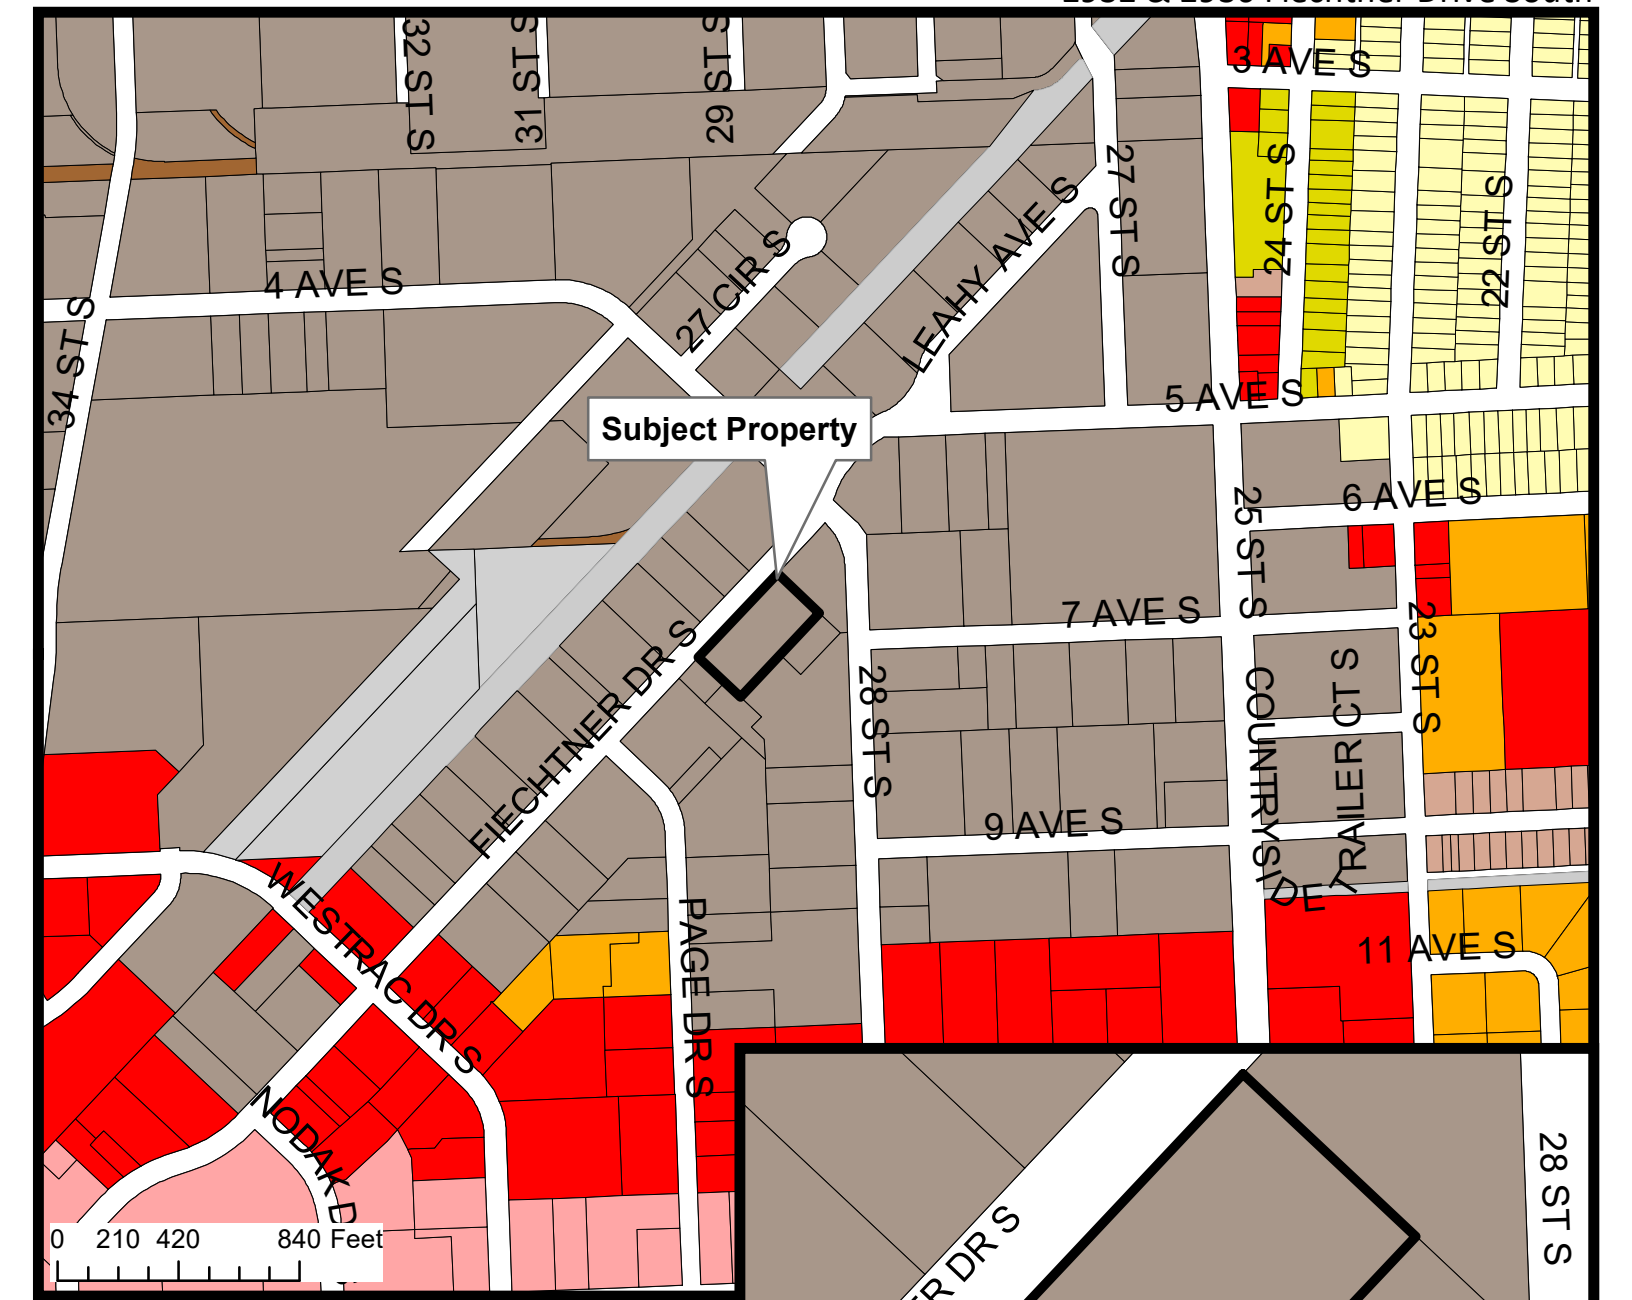 32 ST S
31 ST S
29 ST S
3 AVE S
27 ST S
24 ST S
22 ST S
LEAHY AVE S
27 CIR S
4 AVE S
34 ST S
5 AVE S
Subject Property
6 AVE S
25 ST S
7 AVE S
23 ST S
FIECHTNER DR S
28 ST S
COUNTRYSIDE
TRAILER CT S
9 AVE S
WESTRAC DR S
PAGE DR S
11 AVE S
NODAK D
0 210 420 840 Feet
28 ST S
ER DR S